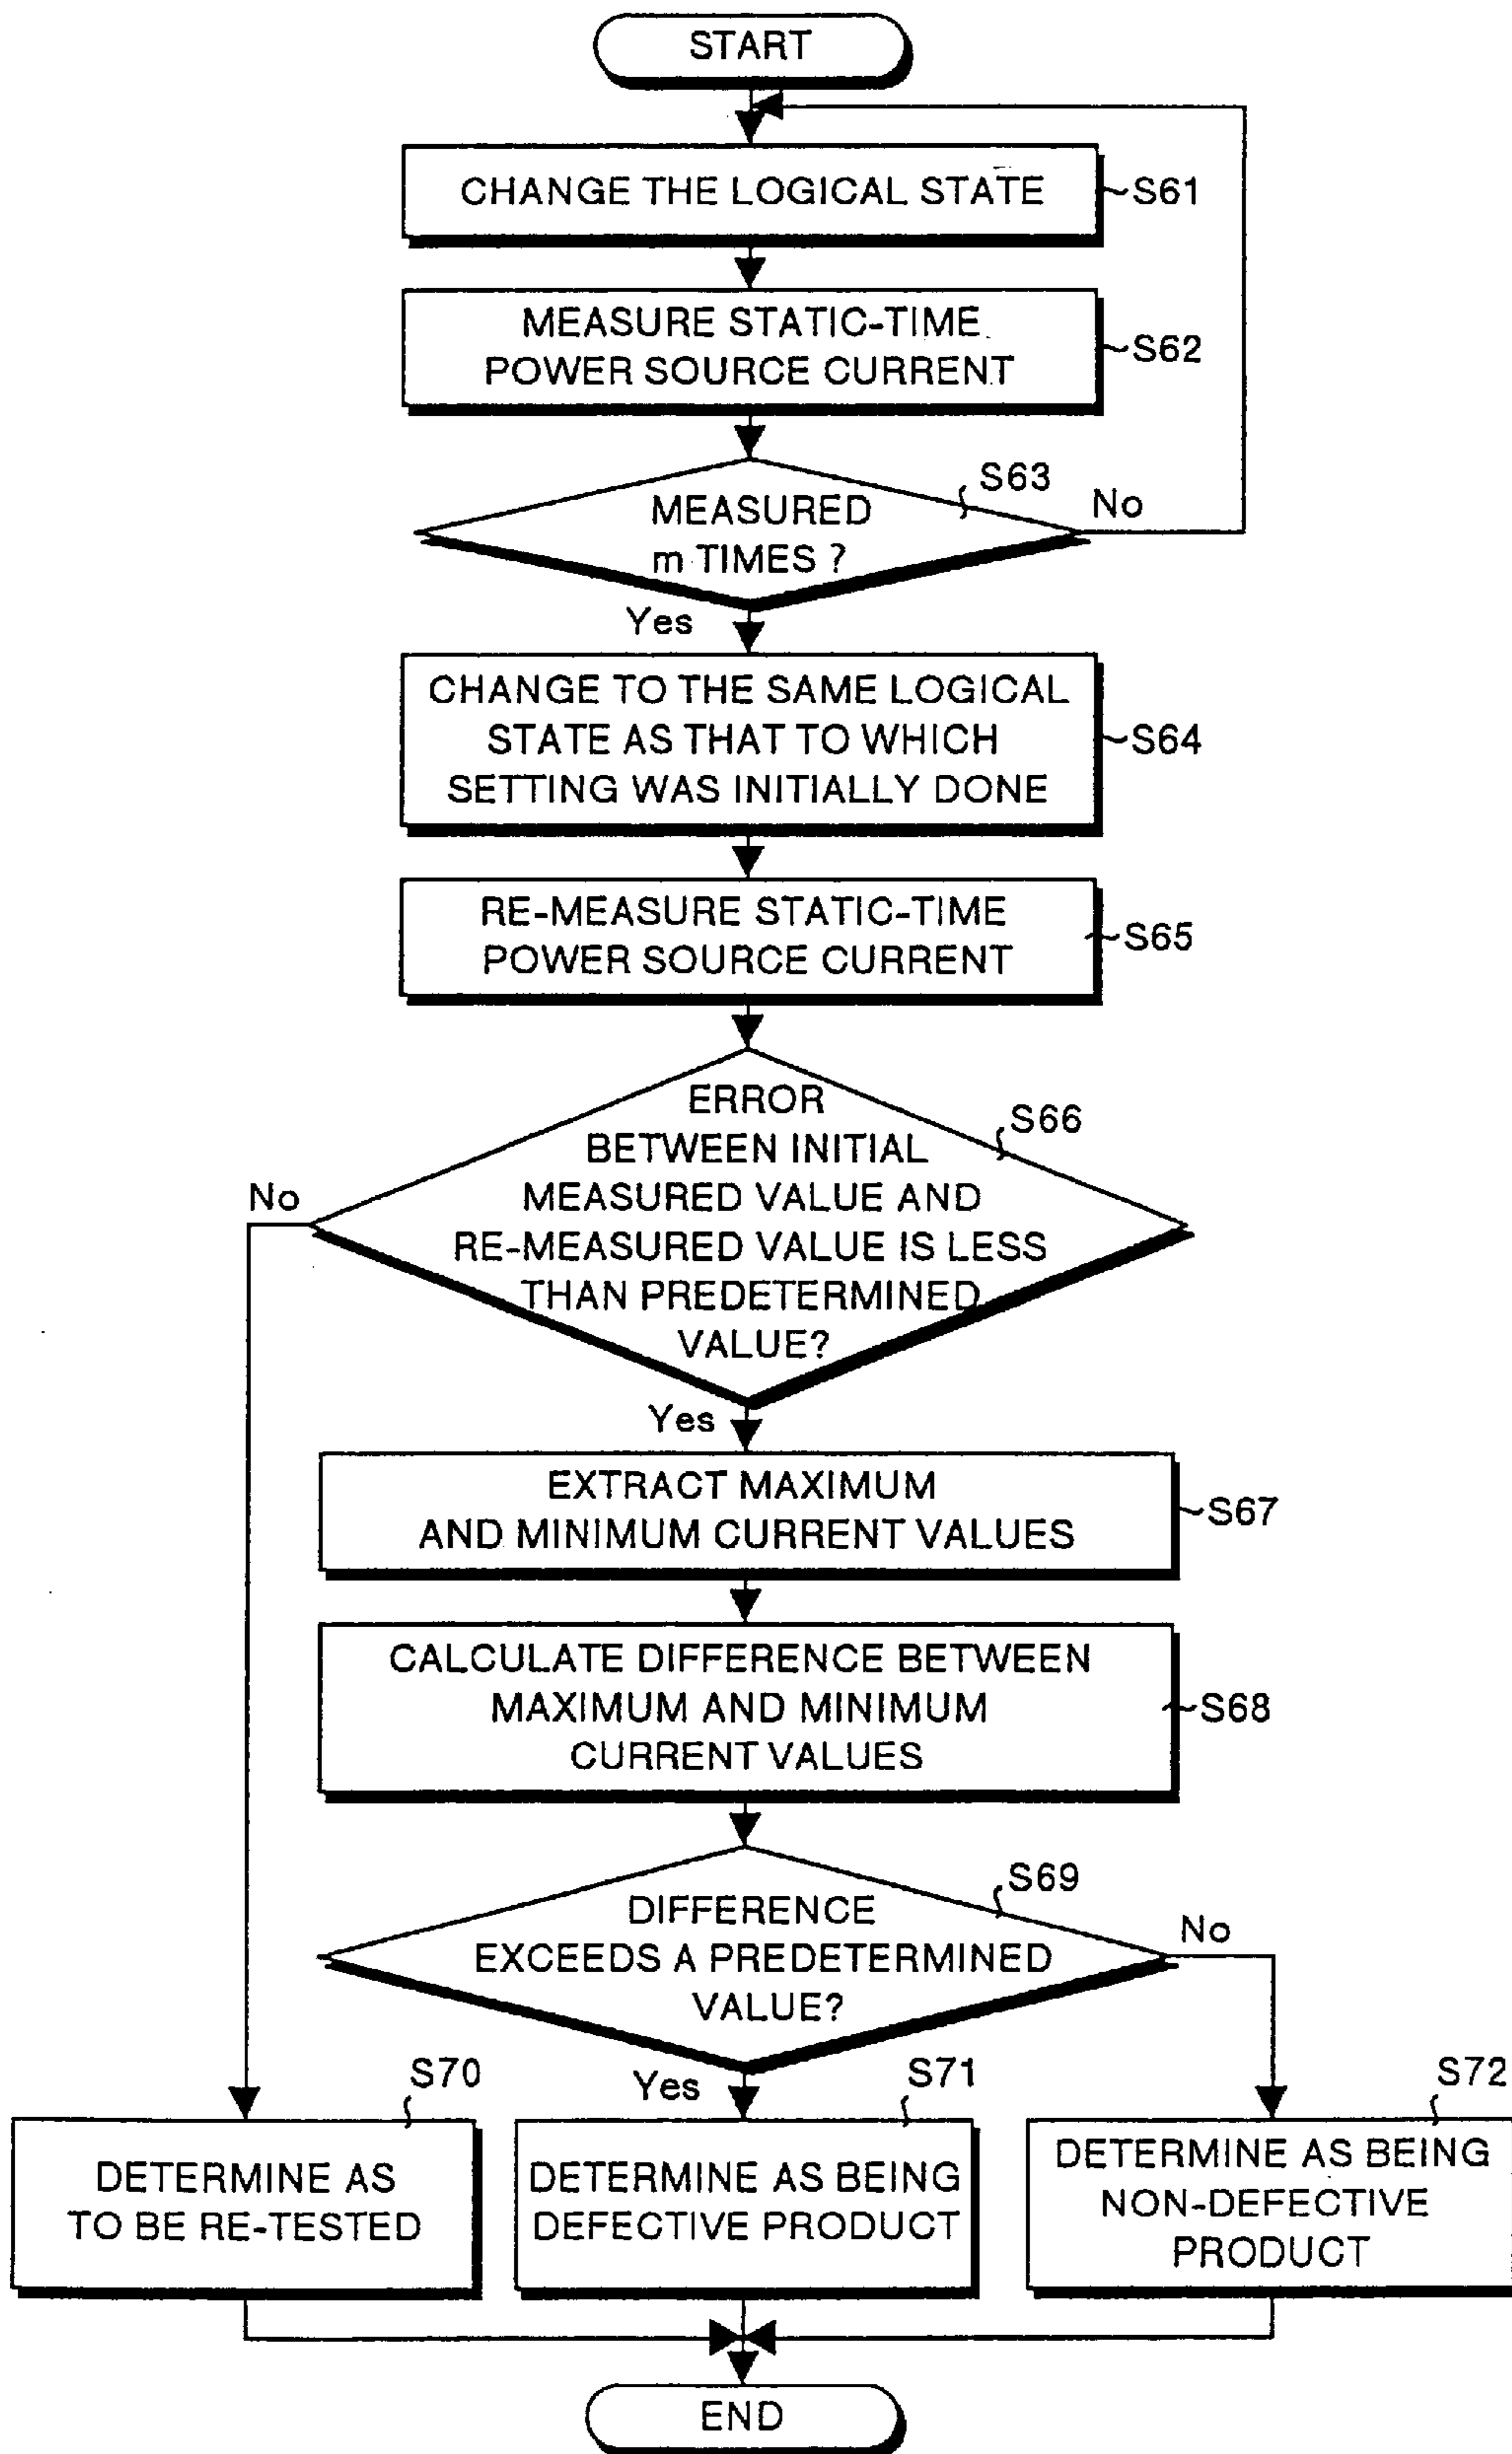 START
CHANGE THE LOGICAL STATE
S61
MEASURE STATIC-TIME
POWER SOURCE CURRENT
S62
S63
MEASURED
m TIMES ?
No
Yes
CHANGE TO THE SAME LOGICAL
STATE AS THAT TO WHICH
SETTING WAS INITIALLY DONE
S64
RE-MEASURE STATIC-TIME
POWER SOURCE CURRENT
S65
ERROR
BETWEEN INITIAL
MEASURED VALUE AND
RE-MEASURED VALUE IS LESS
THAN PREDETERMINED
VALUE?
S66
No
Yes
EXTRACT MAXIMUM
AND MINIMUM CURRENT VALUES
S67
CALCULATE DIFFERENCE BETWEEN
MAXIMUM AND MINIMUM
CURRENT VALUES
S68
S69
DIFFERENCE
EXCEEDS A PREDETERMINED
VALUE?
No
Yes
S70
DETERMINE AS
TO BE RE-TESTED
S71
DETERMINE AS BEING
DEFECTIVE PRODUCT
S72
DETERMINE AS BEING
NON-DEFECTIVE
PRODUCT
END